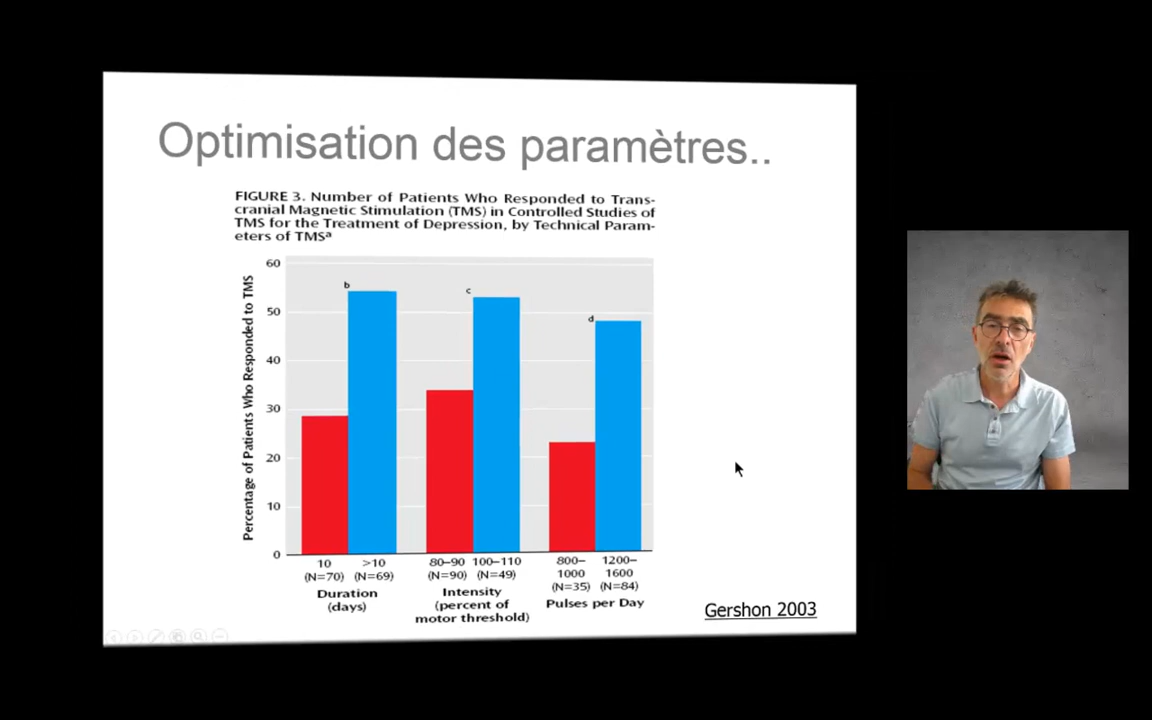 Optimisation des paramètres..
FIGURE 3. Number of Patients Who Responded to Trans-
cranial Magnetic Stimulation (TMS) in Controlled Studies of
TMS for the Treatment of Depression, by Technical Param-
eters of TMSa
Percentage of Patients Who Responded to TMS
60
50
40
30
20
10
0
b
c
d
10
(N=70)
>10
(N=69)
Duration
(days)
80–90
(N=90)
100–110
(N=49)
Intensity
(percent of
motor threshold)
800–
1000
(N=35)
1200–
1600
(N=84)
Pulses per Day
Gershon 2003